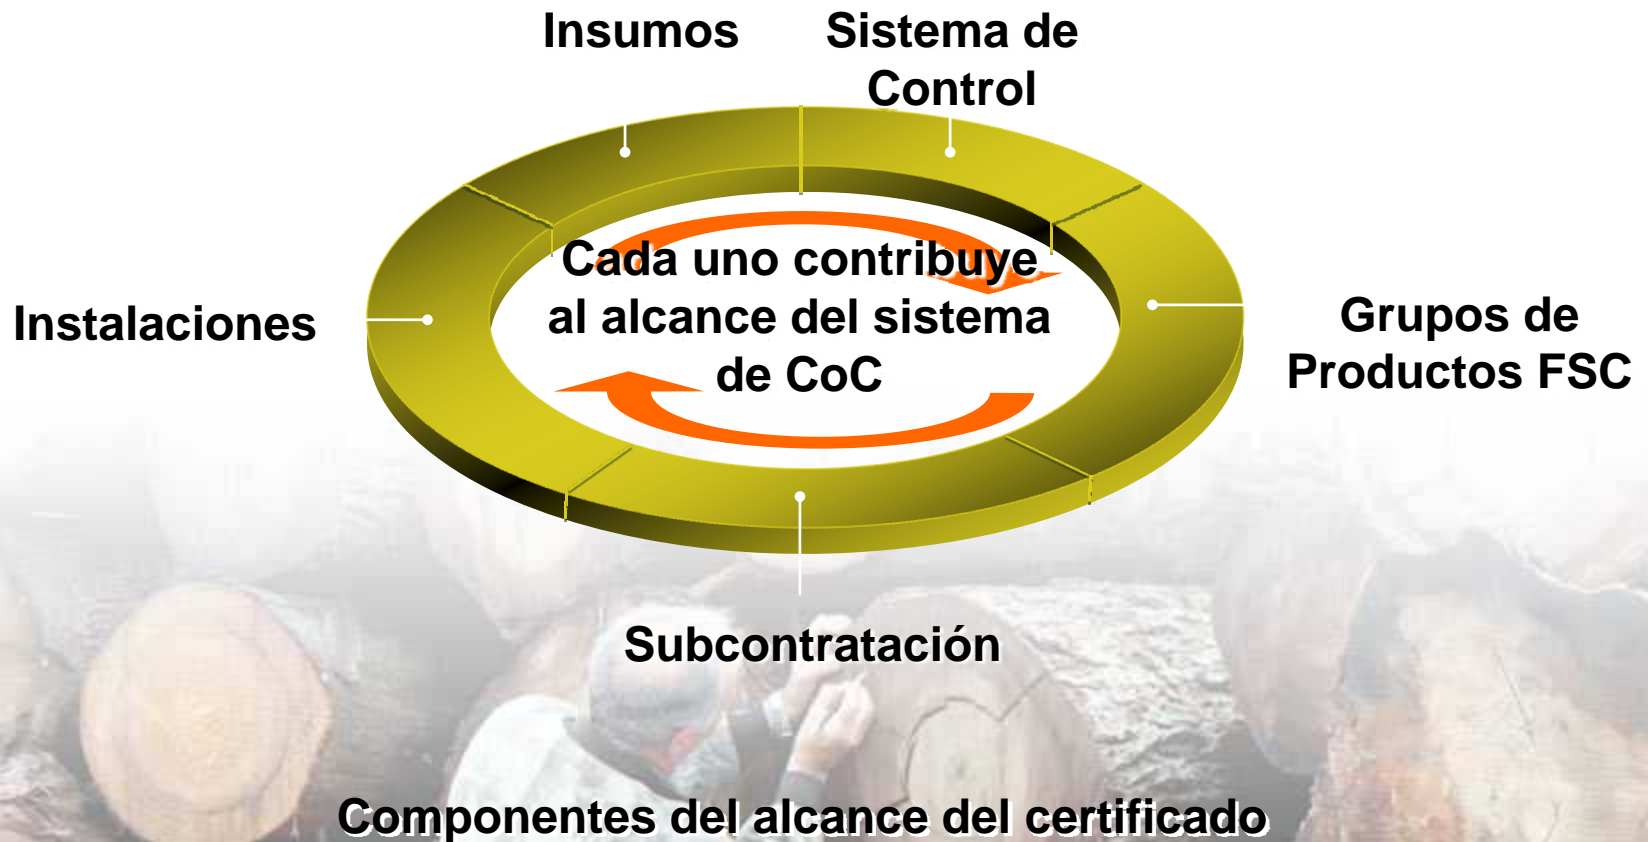 Insumos
Sistema de
Control
Cada uno contribuye
al alcance del sistema
de CoC
Instalaciones
Grupos de
Productos FSC
Subcontratación
Componentes del alcance del certificado